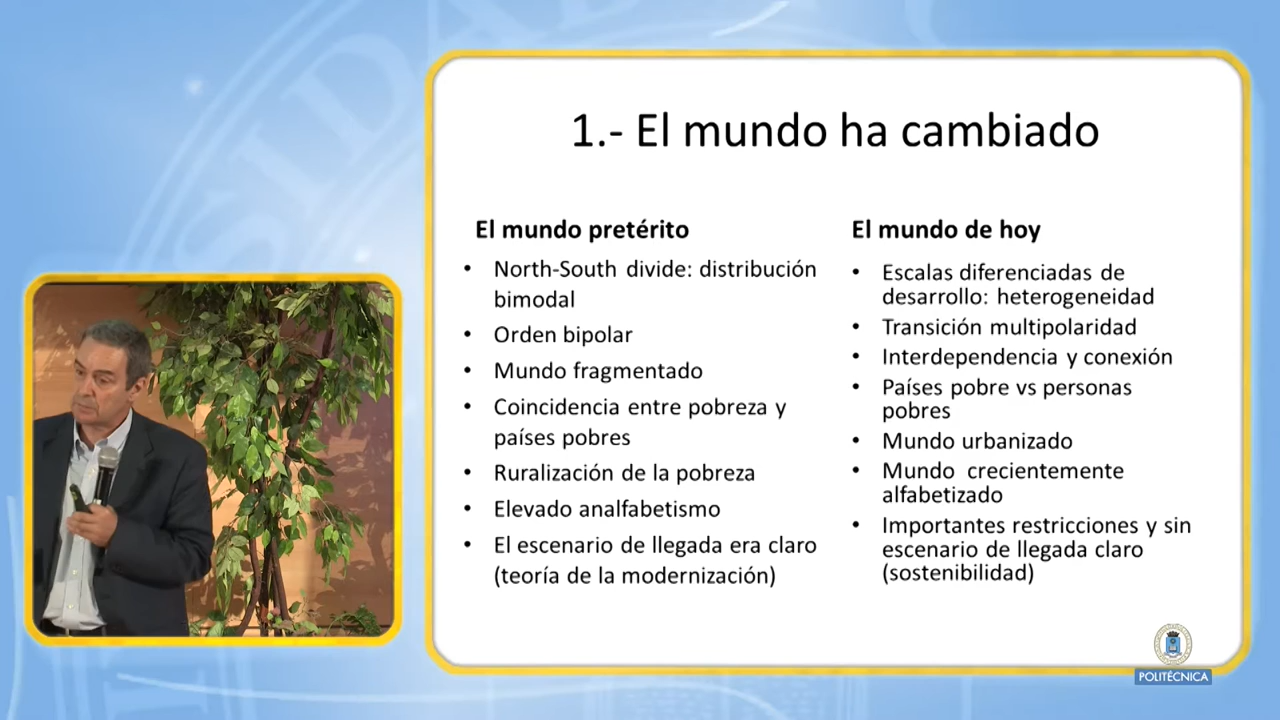 1.- El mundo ha cambiado
El mundo pretérito
• North-South divide: distribución
bimodal
• Orden bipolar
• Mundo fragmentado
• Coincidencia entre pobreza y
países pobres
• Ruralización de la pobreza
• Elevado analfabetismo
• El escenario de llegada era claro
(teoría de la modernización)
El mundo de hoy
• Escalas diferenciadas de
desarrollo: heterogeneidad
• Transición multipolaridad
• Interdependencia y conexión
• Países pobre vs personas
pobres
• Mundo urbanizado
• Mundo crecientemente
alfabetizado
• Importantes restricciones y sin
escenario de llegada claro
(sostenibilidad)
POLITÉCNICA